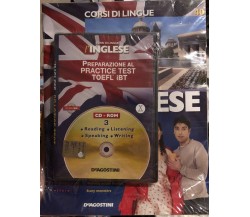 CORSI DI LINGUE
L'INGLESE
PREPARAZIONE AL
PRACTICE TEST
TOEFL iBT
CD - ROM
3
Reading Listening
Speaking Writing
DeAGOSTINI
ESE
DeAGOSTINI